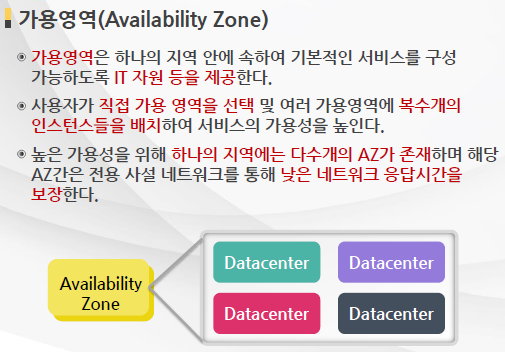 가용영역(Availability Zone)
가용영역은 하나의 지역 안에 속하여 기본적인 서비스를 구성
가능하도록 IT 자원 등을 제공한다.
사용자가 직접 가용 영역을 선택 및 여러 가용영역에 복수개의
인스턴스들을 배치하여 서비스의 가용성을 높인다.
높은 가용성을 위해 하나의 지역에는 다수개의 AZ가 존재하며 해당
AZ간은 전용 사설 네트워크를 통해 낮은 네트워크 응답시간을
보장한다.
Availability
Zone
Datacenter Datacenter
Datacenter Datacenter